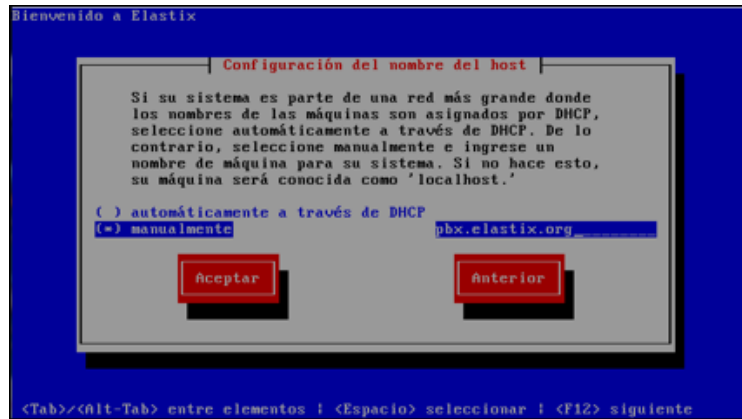 Bienvenido a Elastix
Configuración del nombre del host
Si su sistema es parte de una red más grande donde
los nombres de las máquinas son asignados por DHCP,
seleccione automáticamente a través de DHCP. De lo
contrario, seleccione manualmente e ingrese un
nombre de máquina para su sistema. Si no hace esto,
su máquina será conocida como 'localhost.'
( ) automáticamente a través de DHCP
(*) manualmente pbx.elastix.org_________
Aceptar Anterior
<Tab>/<Alt-Tab> entre elementos | <Espacio> seleccionar | <F12> siguiente